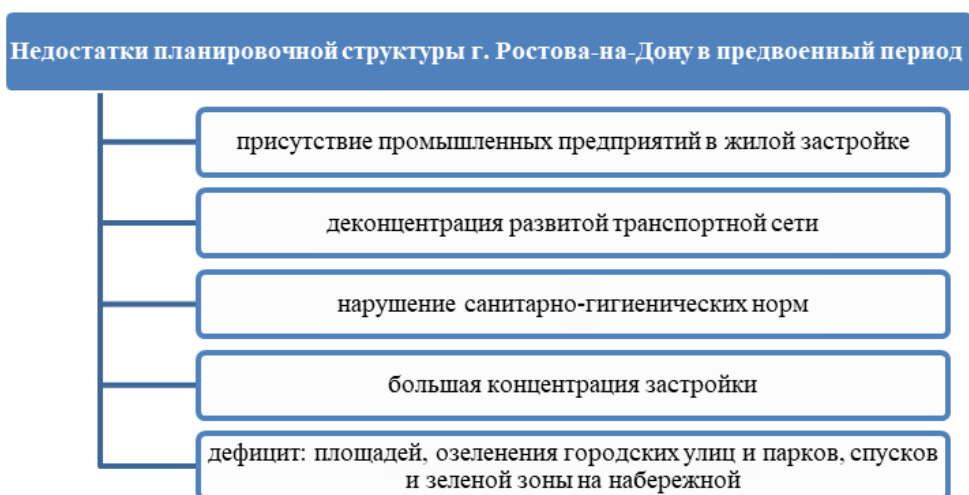 Недостатки планировочной структуры г. Ростова-на-Дону в предвоенный период
присутствие промышленных предприятий в жилой застройке
деконцентрация развитой транспортной сети
нарушение санитарно-гигиенических норм
большая концентрация застройки
дефицит: площадей, озеленения городских улиц и парков, спусков
и зеленой зоны на набережной